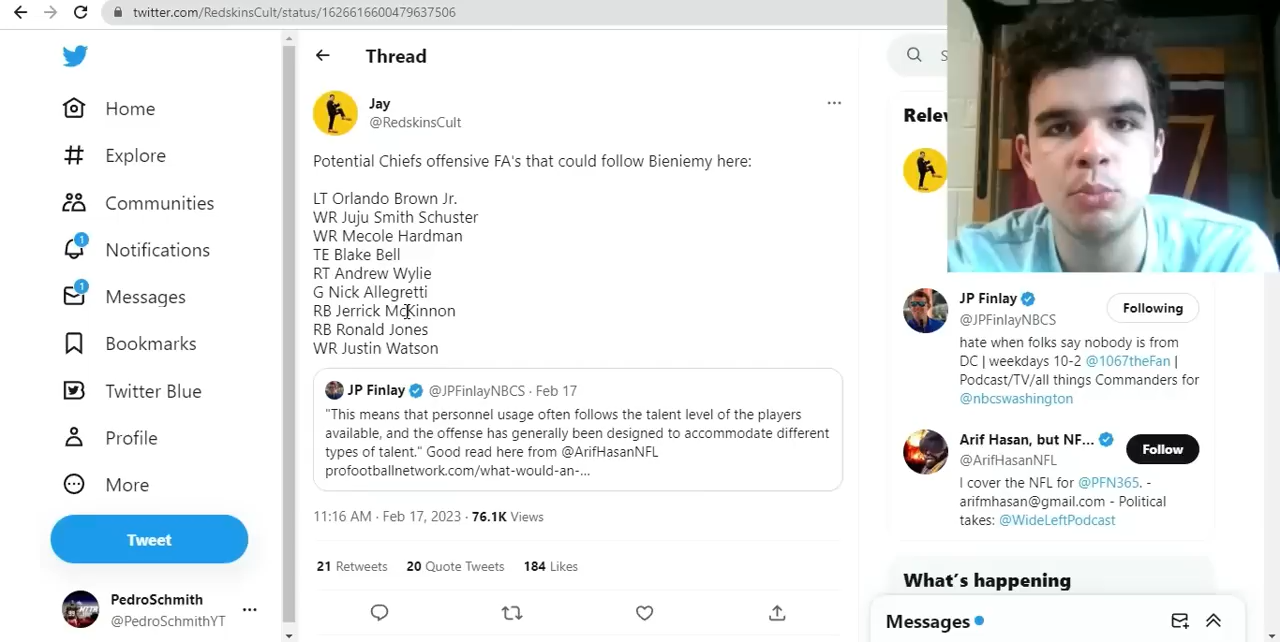 twitter.com/RedskinsCult/status/1626616600479637506
Home
Explore
Communities
1
Notifications
1
Messages
Bookmarks
Twitter Blue
Profile
More
Tweet
PedroSchmith
@PedroSchmithYT
Thread
Jay
@RedskinsCult
Potential Chiefs offensive FA's that could follow Bieniemy here:
LT Orlando Brown Jr.
WR Juju Smith Schuster
WR Mecole Hardman
TE Blake Bell
RT Andrew Wylie
G Nick Allegretti
RB Jerrick McKinnon
RB Ronald Jones
WR Justin Watson
JP Finlay @JPFinlayNBCS · Feb 17
"This means that personnel usage often follows the talent level of the players
available, and the offense has generally been designed to accommodate different
types of talent." Good read here from @ArifHasanNFL
profootballnetwork.com/what-would-an-...
11:16 AM · Feb 17, 2023 · 76.1K Views
21 Retweets 20 Quote Tweets 184 Likes
S
Relev
JP Finlay
@JPFinlayNBCS
Following
hate when folks say nobody is from
DC | weekdays 10-2 @1067theFan |
Podcast/TV/all things Commanders for
@nbcswashington
Arif Hasan, but NF...
@ArifHasanNFL
Follow
I cover the NFL for @PFN365. -
arifmhasan@gmail.com - Political
takes: @WideLeftPodcast
What's happening
Messages